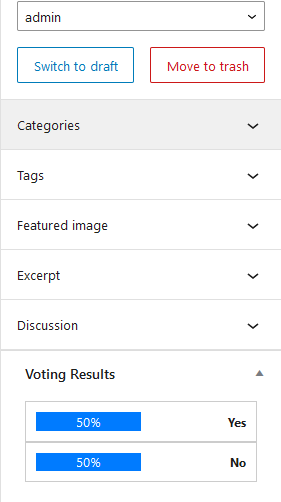 admin
Switch to draft Move to trash
Categories
Tags
Featured image
Excerpt
Discussion
Voting Results
50% Yes
50% No